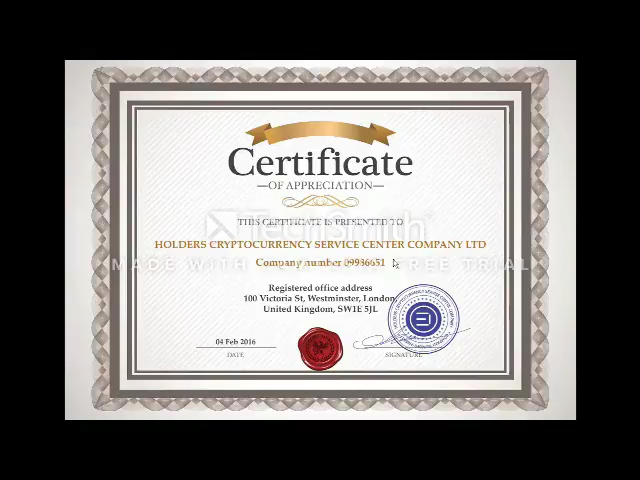 Certificate
OF APPRECIATION
TechSmith
THIS CERTIFICATE IS PRESENTED TO
HOLDERS CRYPTOCURRENCY SERVICE CENTER COMPANY LTD
Company number 09986651
MADE WITH FREE TRIAL
Registered office address
100 Victoria St, Westminster, London,
United Kingdom, SW1E 5JL
04 Feb 2016
DATE
SIGNATURE